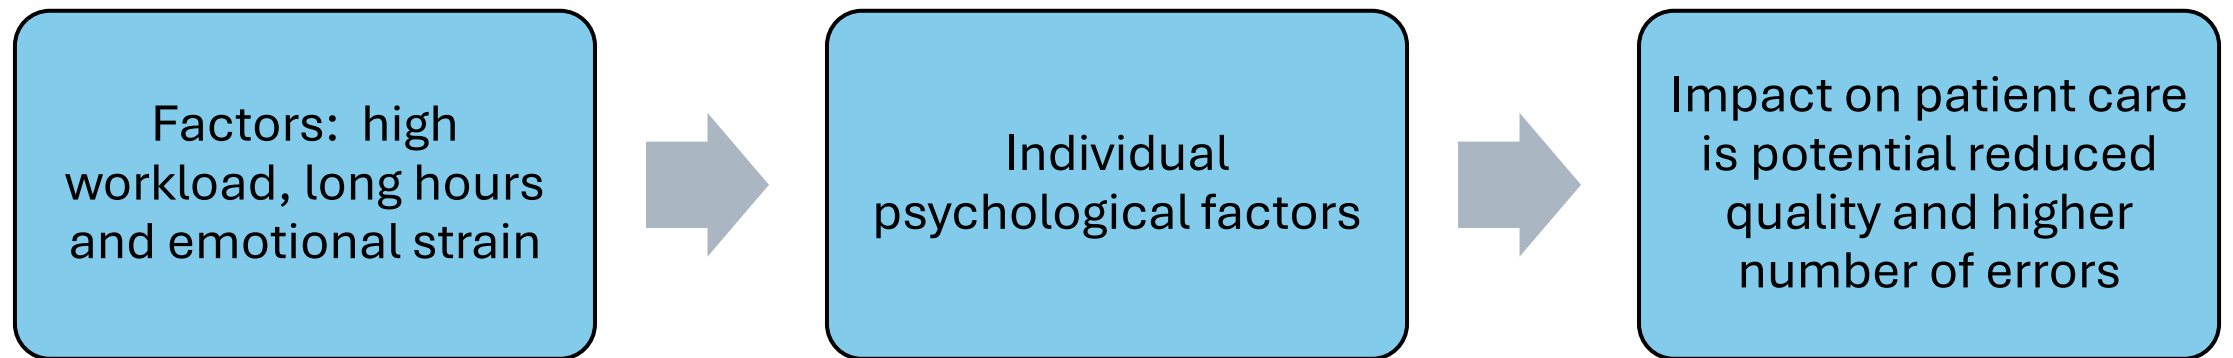 Factors:  high
workload, long hours
and emotional strain
Individual
psychological factors
Impact on patient care
is potential reduced
quality and higher
number of errors